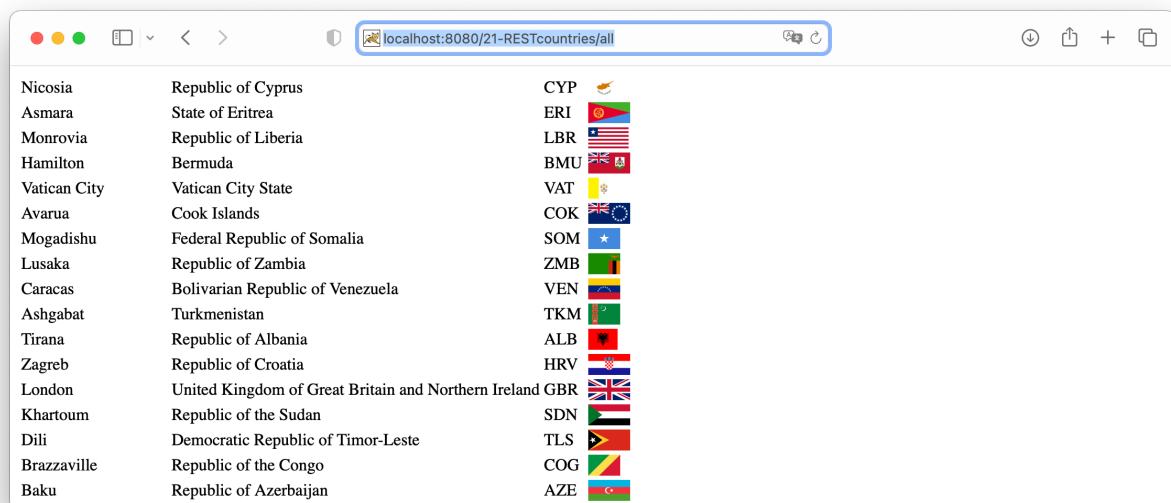 localhost:8080/21-RESTcountries/all
Nicosia Republic of Cyprus CYP
Asmara State of Eritrea ERI
Monrovia Republic of Liberia LBR
Hamilton Bermuda BMU
Vatican City Vatican City State VAT
Avarua Cook Islands COK
Mogadishu Federal Republic of Somalia SOM
Lusaka Republic of Zambia ZMB
Caracas Bolivarian Republic of Venezuela VEN
Ashgabat Turkmenistan TKM
Tirana Republic of Albania ALB
Zagreb Republic of Croatia HRV
London United Kingdom of Great Britain and Northern Ireland GBR
Khartoum Republic of the Sudan SDN
Dili Democratic Republic of Timor-Leste TLS
Brazzaville Republic of the Congo COG
Baku Republic of Azerbaijan AZE